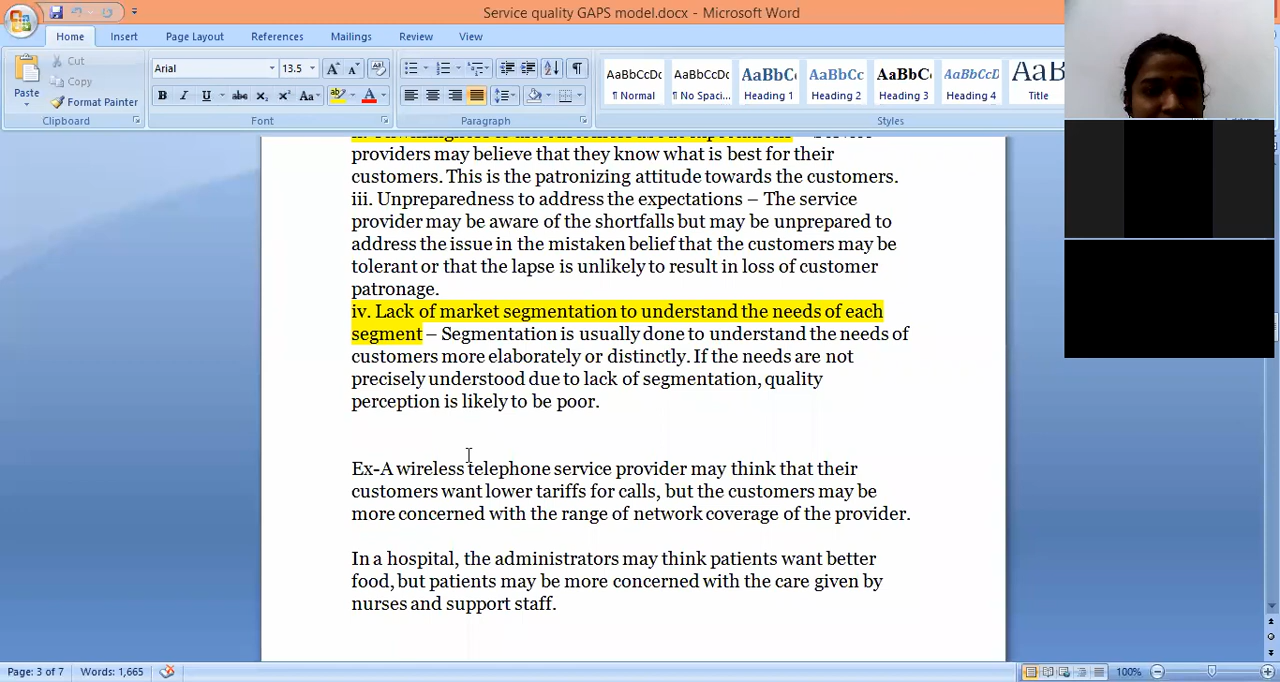 Service quality GAPS model.docx - Microsoft Word
Home Insert Page Layout References Mailings Review View
Paste
Cut
Copy
Format Painter
Clipboard
Arial 13.5
Font
Paragraph
AaBbCcDc AaBbCcDc AaBbC AaBbCc AaBbCc AaBbCcD AaB
¶ Normal ¶ No Spaci... Heading 1 Heading 2 Heading 3 Heading 4 Title
Styles
providers may believe that they know what is best for their
customers. This is the patronizing attitude towards the customers.
iii. Unpreparedness to address the expectations – The service
provider may be aware of the shortfalls but may be unprepared to
address the issue in the mistaken belief that the customers may be
tolerant or that the lapse is unlikely to result in loss of customer
patronage.
iv. Lack of market segmentation to understand the needs of each
segment – Segmentation is usually done to understand the needs of
customers more elaborately or distinctly. If the needs are not
precisely understood due to lack of segmentation, quality
perception is likely to be poor.
Ex-A wireless telephone service provider may think that their
customers want lower tariffs for calls, but the customers may be
more concerned with the range of network coverage of the provider.
In a hospital, the administrators may think patients want better
food, but patients may be more concerned with the care given by
nurses and support staff.
Page: 3 of 7 Words: 1,665 100%